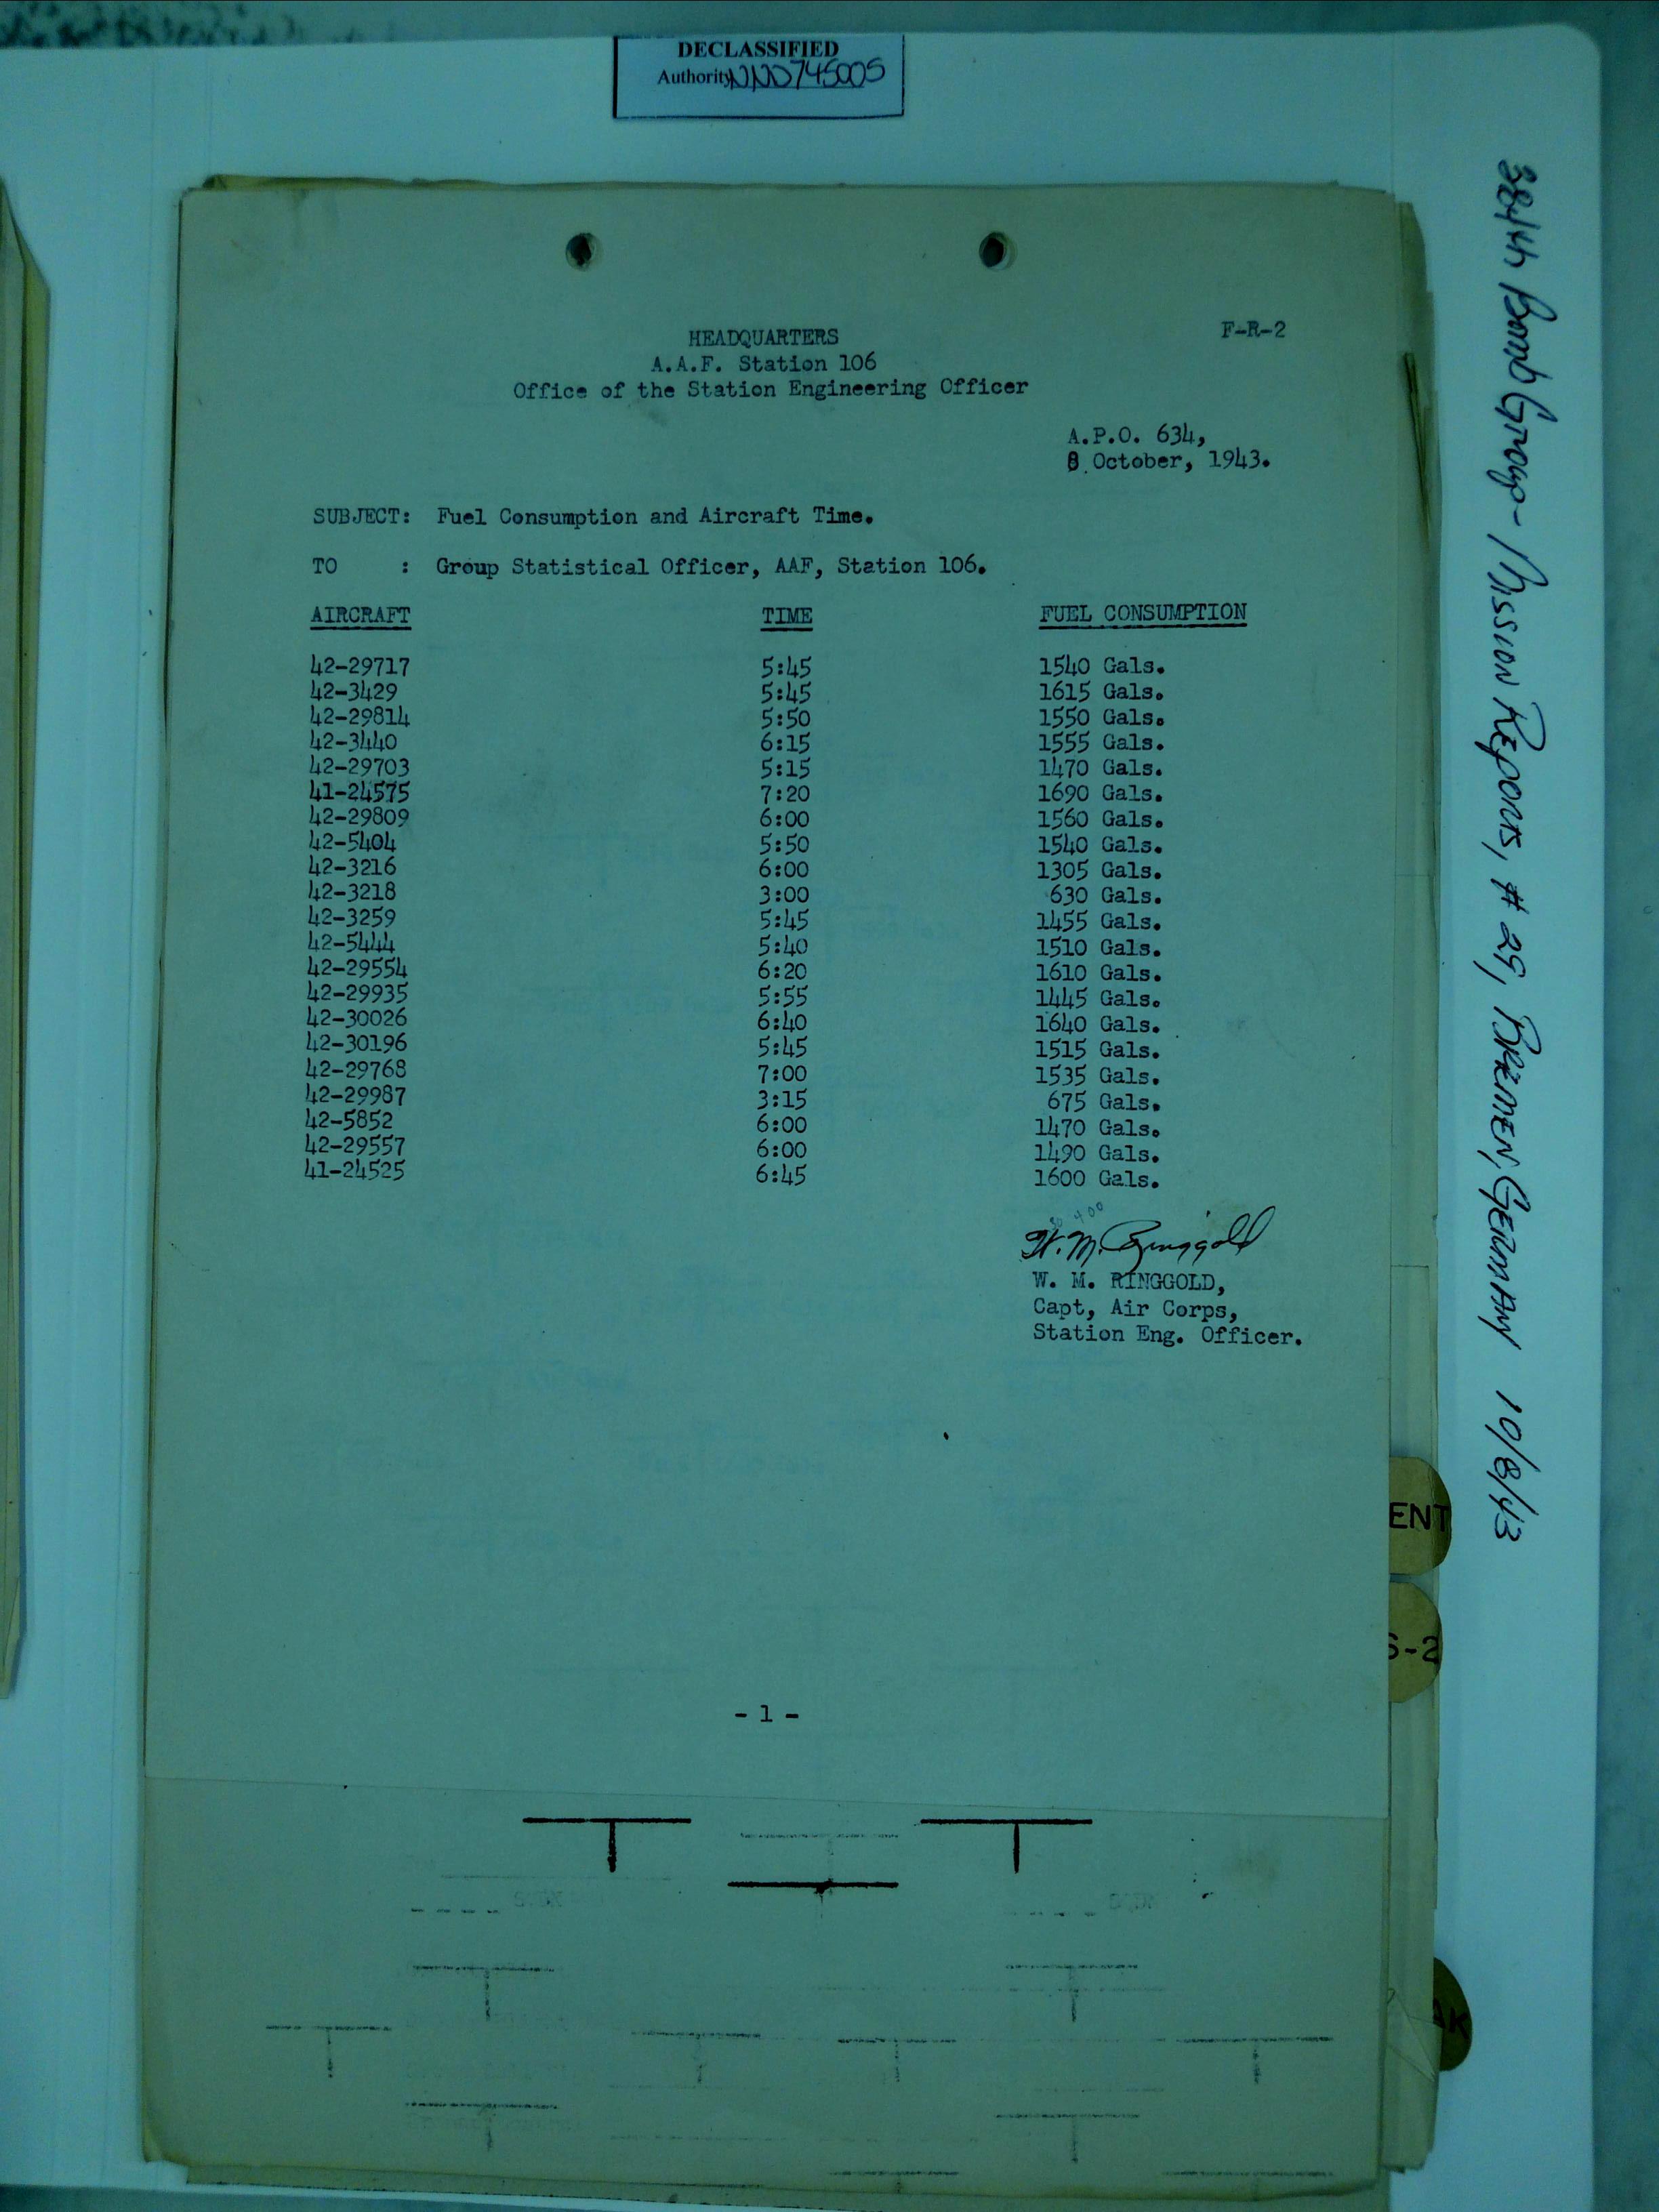 DECLASSIFIED
Authority NND745005
HEADQUARTERS
F-R-2
A.A.F. Station 106
Office of the Station Engineering Officer
A.P.O. 634,
8 October, 1943.
SUBJECT: Fuel Consumption and Aircraft Time.
TO : Group Statistical Officer, AAF, Station 106.
AIRCRAFT TIME FUEL CONSUMPTION
42-29717 5:45 1540 Gals.
42-3429 5:45 1615 Gals.
42-29814 5:50 1550 Gals.
42-3440 6:15 1555 Gals.
42-29703 5:15 1470 Gals.
41-24575 7:20 1690 Gals.
42-29809 6:00 1560 Gals.
42-5404 5:50 1540 Gals.
42-3216 6:00 1305 Gals.
42-3218 3:00 630 Gals.
42-3259 5:45 1455 Gals.
42-5444 5:40 1510 Gals.
42-29554 6:20 1610 Gals.
42-29935 5:55 1445 Gals.
42-30026 6:40 1640 Gals.
42-30196 5:45 1515 Gals.
42-29768 7:00 1535 Gals.
42-29987 3:15 675 Gals.
42-5852 6:00 1470 Gals.
42-29557 6:00 1490 Gals.
41-24525 6:45 1600 Gals.
W. M. Ringgold
W. M. RINGGOLD,
Capt, Air Corps,
Station Eng. Officer.
- 1 -
384th Bomb Group - Mission Reports, # 25, BREMEN, GERMANY 10/8/43
ENT
S-2
AK